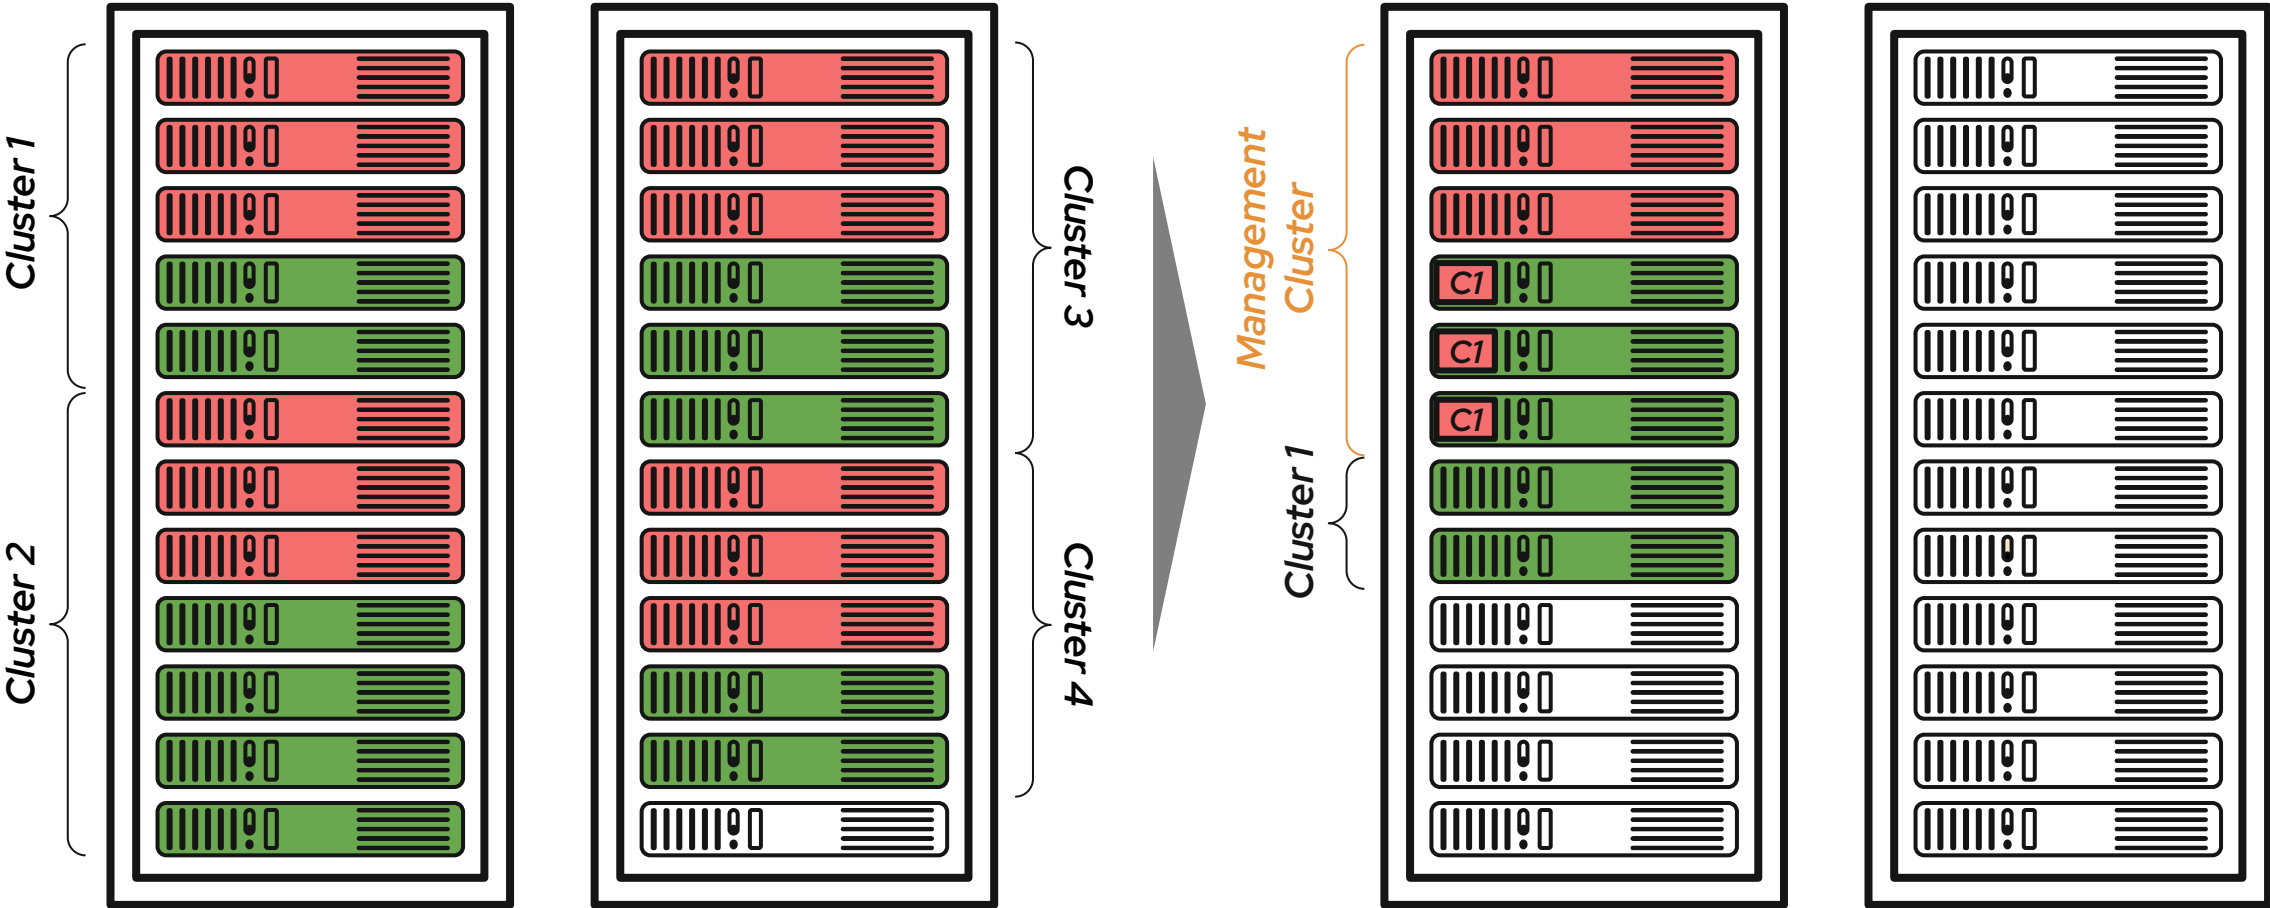 Cluster 1
Cluster 2
Cluster 3
Cluster 4
Management
Cluster
C1
C1
C1
Cluster 1